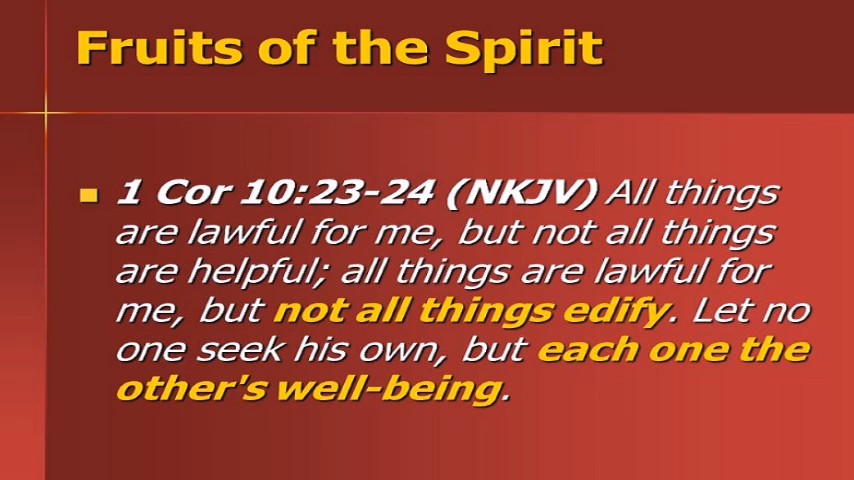 Fruits of the Spirit
1 Cor 10:23-24 (NKJV) All things
are lawful for me, but not all things
are helpful; all things are lawful for
me, but not all things edify. Let no
one seek his own, but each one the
other's well-being.